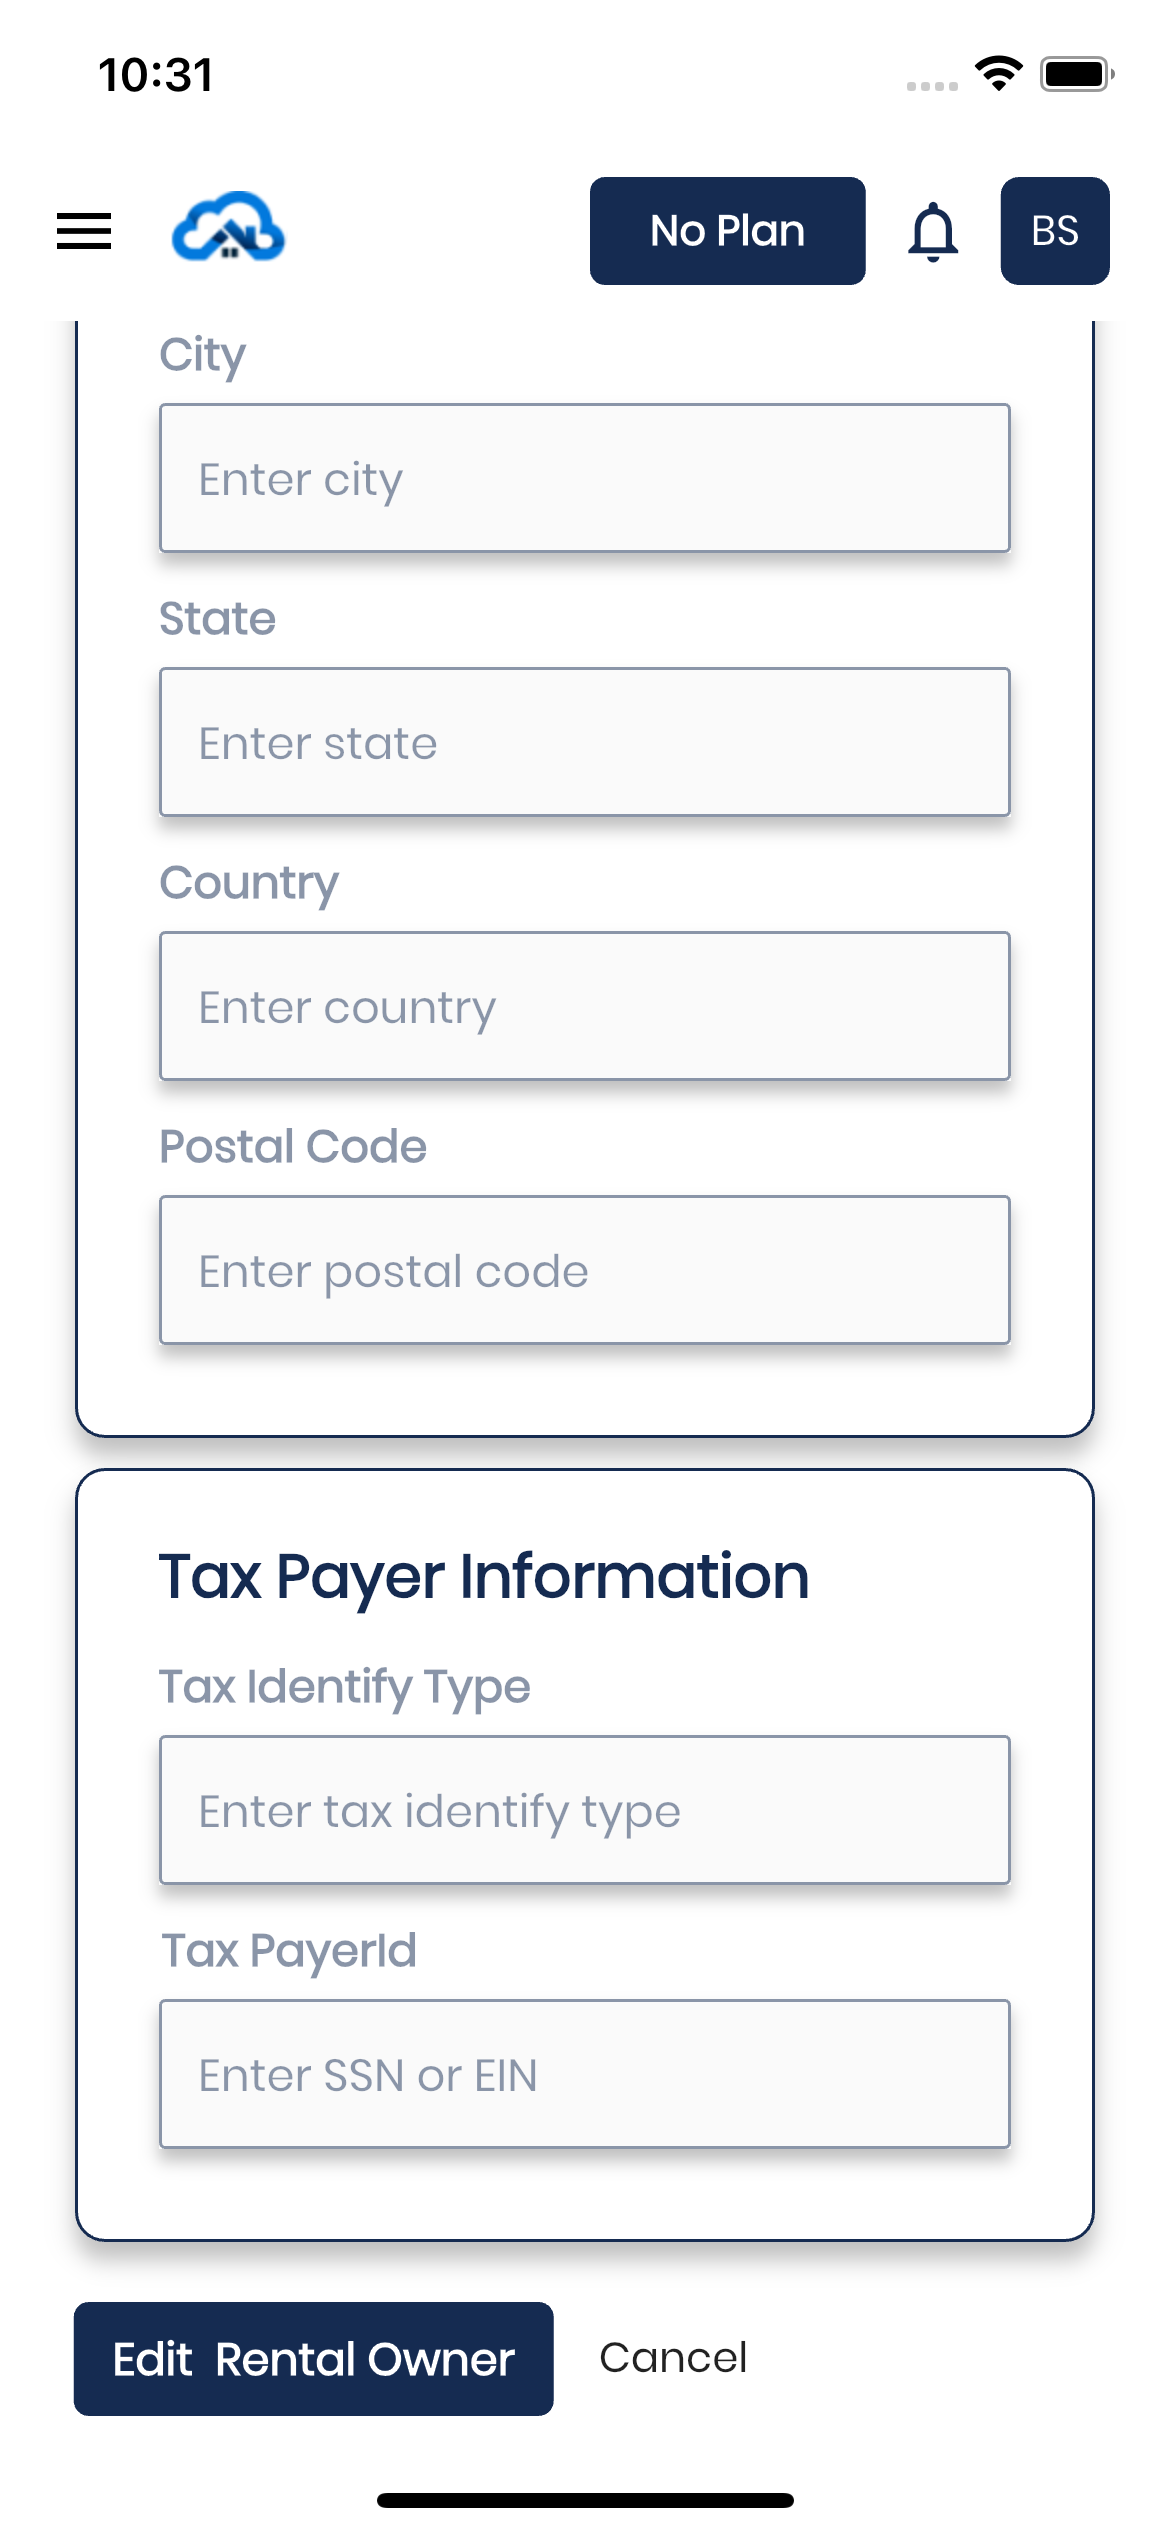 10:31
No Plan
BS
City
Enter city
State
Enter state
Country
Enter country
Postal Code
Enter postal code
Tax Payer Information
Tax Identify Type
Enter tax identify type
Tax PayerId
Enter SSN or EIN
Edit  Rental Owner
Cancel